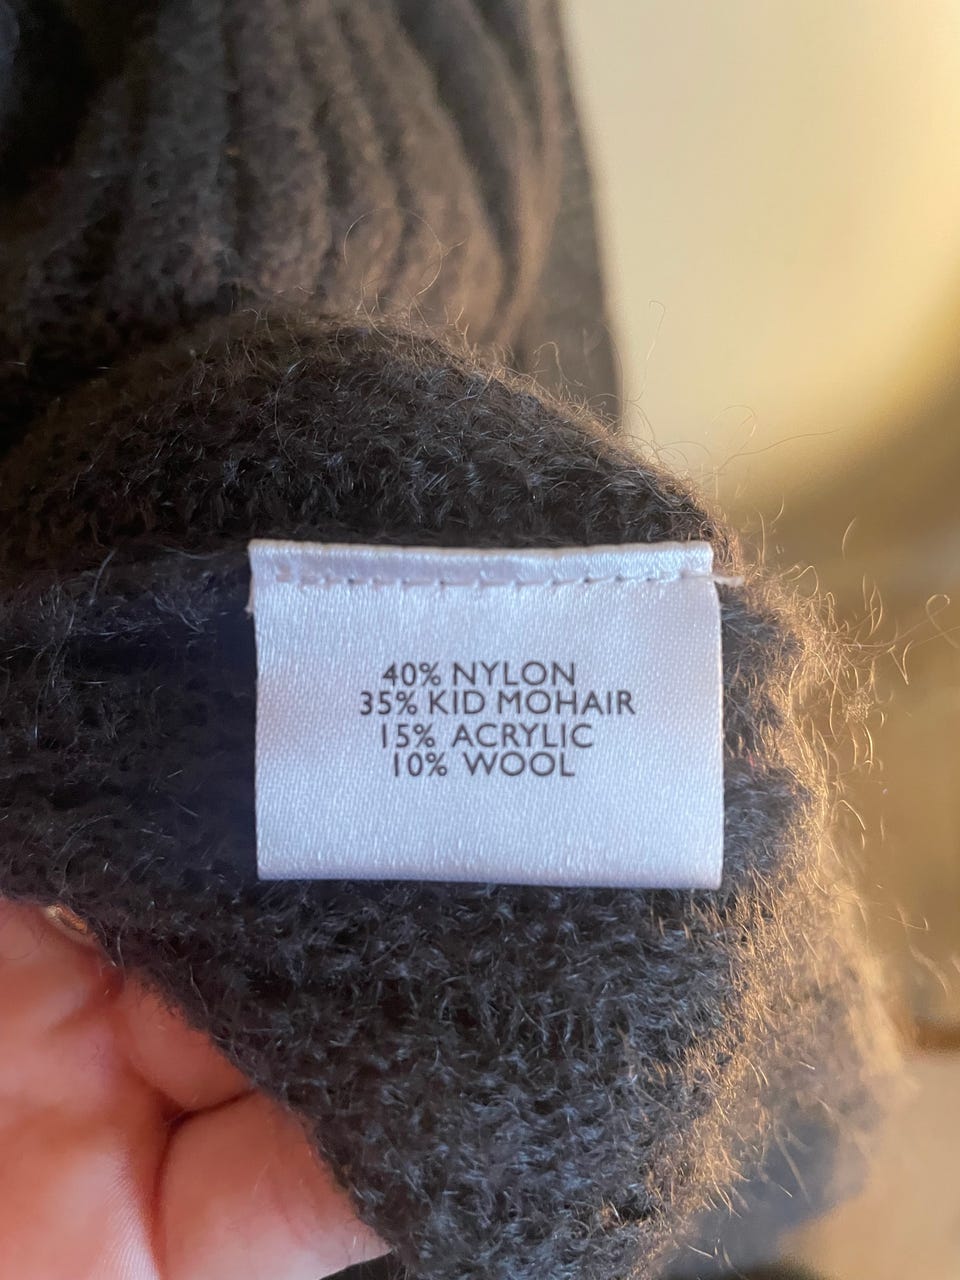 40% NYLON
35% KID MOHAIR
15% ACRYLIC
10% WOOL